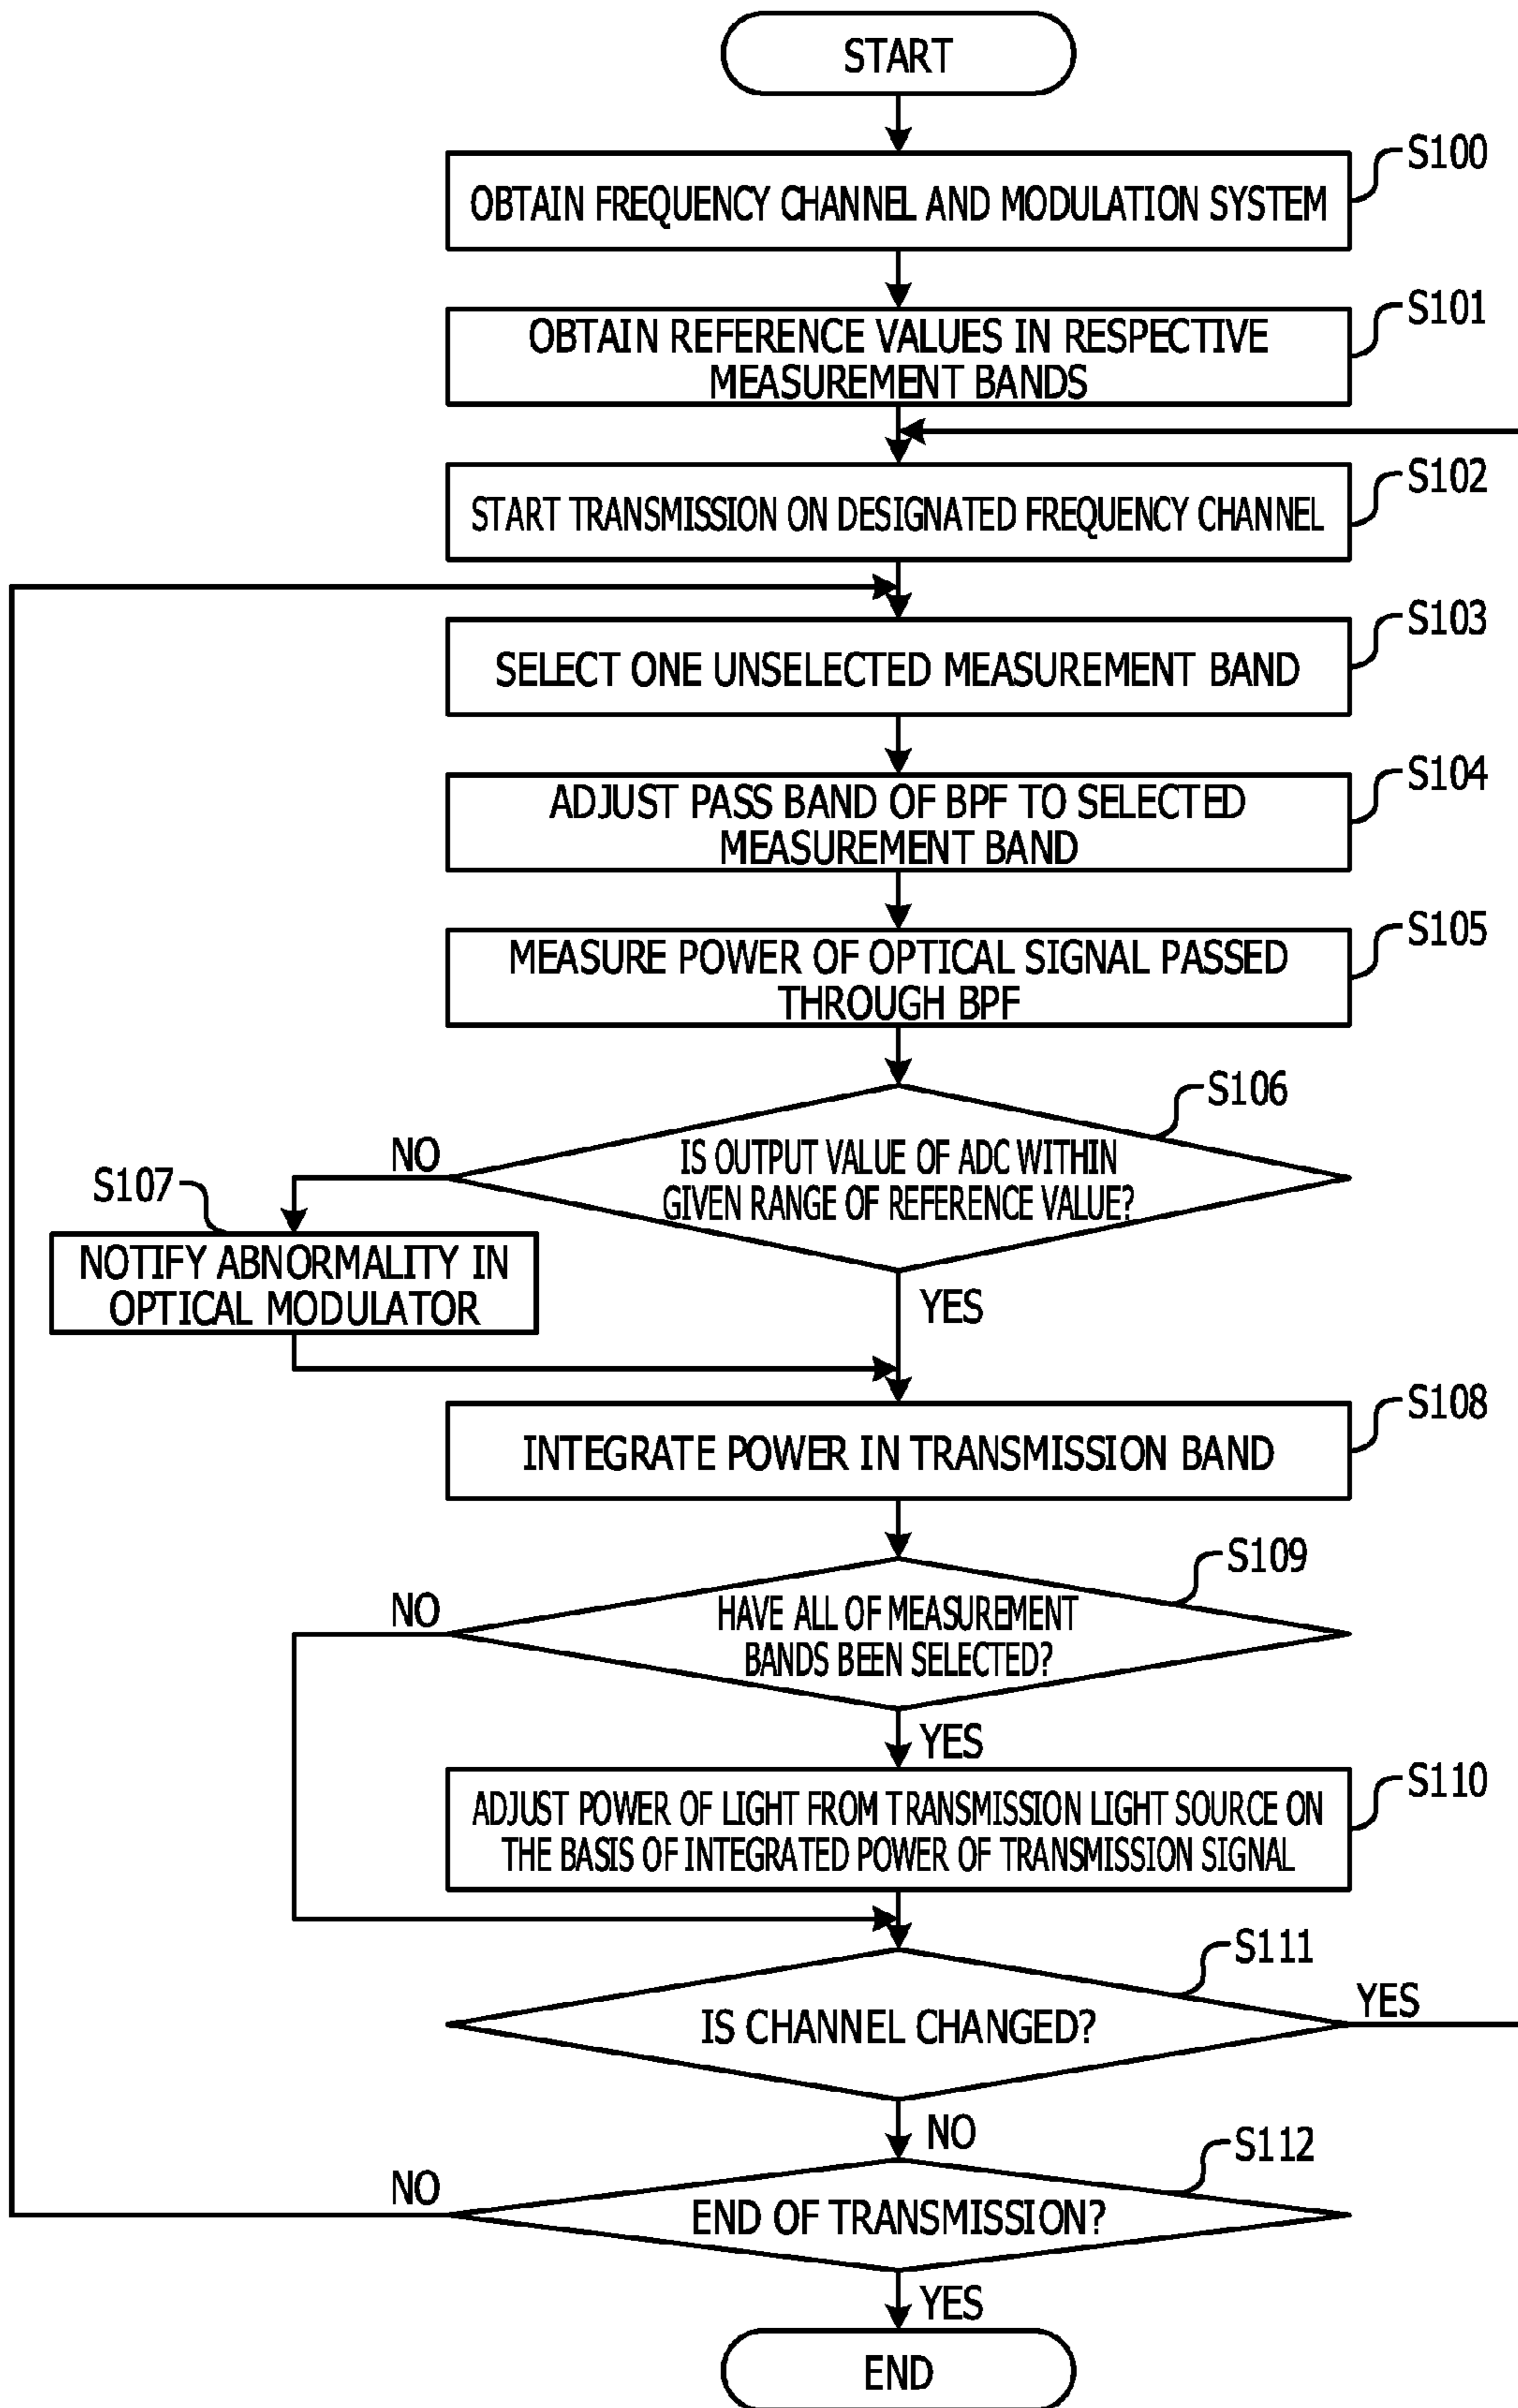 START
S100
OBTAIN FREQUENCY CHANNEL AND MODULATION SYSTEM
S101
OBTAIN REFERENCE VALUES IN RESPECTIVE
MEASUREMENT BANDS
S102
START TRANSMISSION ON DESIGNATED FREQUENCY CHANNEL
S103
SELECT ONE UNSELECTED MEASUREMENT BAND
S104
ADJUST PASS BAND OF BPF TO SELECTED
MEASUREMENT BAND
S105
MEASURE POWER OF OPTICAL SIGNAL PASSED
THROUGH BPF
S106
NO
IS OUTPUT VALUE OF ADC WITHIN
GIVEN RANGE OF REFERENCE VALUE?
S107
NOTIFY ABNORMALITY IN
OPTICAL MODULATOR
YES
S108
INTEGRATE POWER IN TRANSMISSION BAND
S109
NO
HAVE ALL OF MEASUREMENT
BANDS BEEN SELECTED?
YES
S110
ADJUST POWER OF LIGHT FROM TRANSMISSION LIGHT SOURCE ON
THE BASIS OF INTEGRATED POWER OF TRANSMISSION SIGNAL
S111
YES
IS CHANNEL CHANGED?
NO
S112
NO
END OF TRANSMISSION?
YES
END